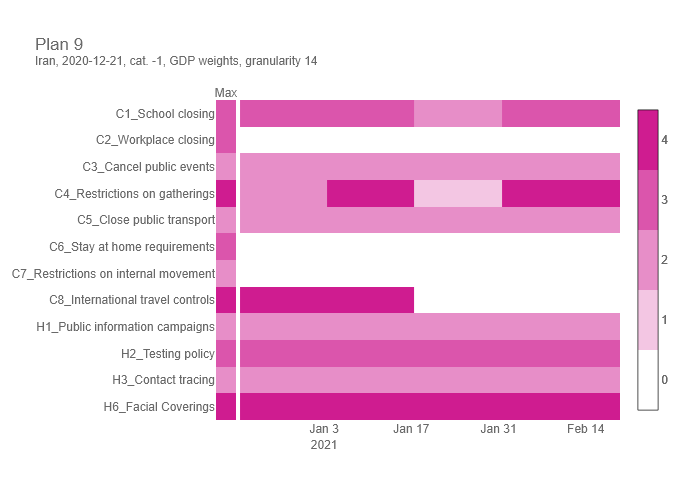 Plan 9
Iran, 2020-12-21, cat. -1, GDP weights, granularity 14
Max
C1_School closing
C2_Workplace closing
C3_Cancel public events
C4_Restrictions on gatherings
C5_Close public transport
C6_Stay at home requirements
C7_Restrictions on internal movement
C8_International travel controls
H1_Public information campaigns
H2_Testing policy
H3_Contact tracing
H6_Facial Coverings
Jan 3 Jan 17 Jan 31 Feb 14
2021
4
3
2
1
0